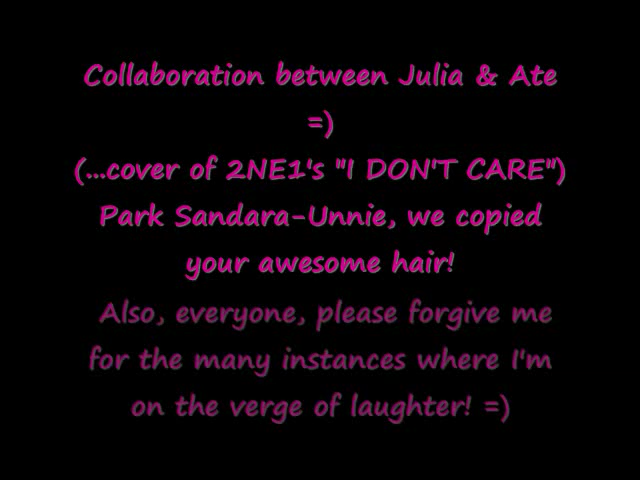 Collaboration between Julia & Ate
=)
(...cover of 2NE1's "I DON'T CARE")
Park Sandara-Unnie, we copied
your awesome hair!
Also, everyone, please forgive me
for the many instances where I'm
on the verge of laughter! =)